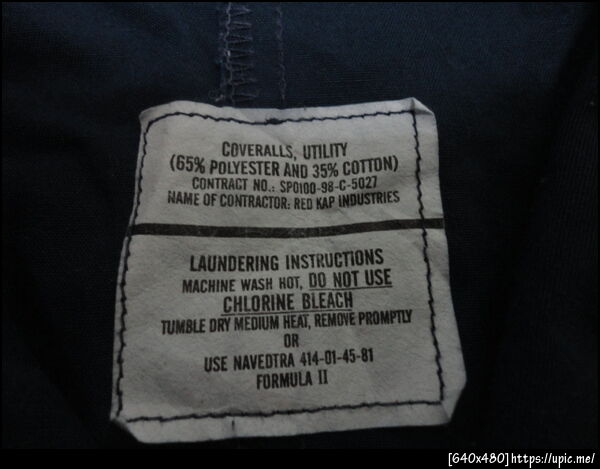 COVERALLS, UTILITY
(65% POLYESTER AND 35% COTTON)
CONTRACT NO.: SPO100-98-C-5027
NAME OF CONTRACTOR: RED KAP INDUSTRIES
LAUNDERING INSTRUCTIONS
MACHINE WASH HOT, DO NOT USE
CHLORINE BLEACH
TUMBLE DRY MEDIUM HEAT, REMOVE PROMPTLY
OR
USE NAVEDTRA 414-01-45-81
FORMULA II
[640x480]https://upic.me/